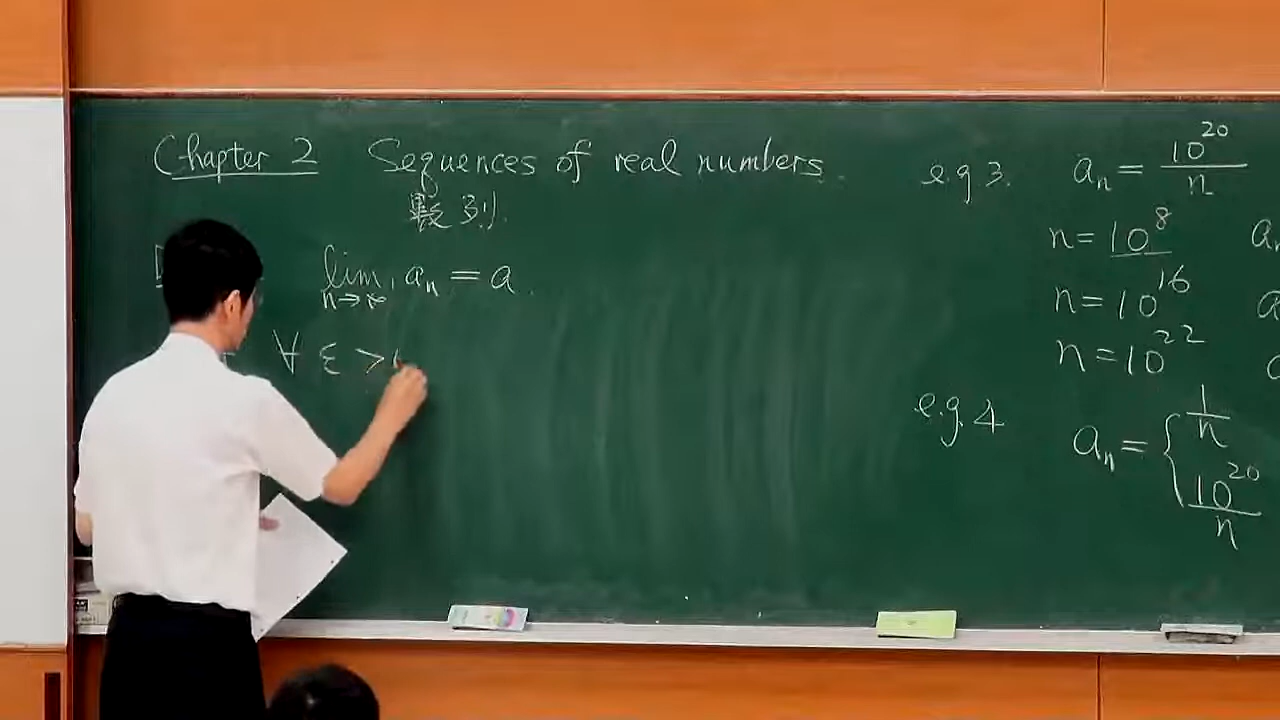 Chapter 2 Sequences of real numbers.
數列.
lim aₙ = a.
n→∞
∀ ε >
e.g 3. aₙ = 10²⁰/n
n = 10⁸
n = 10¹⁶
n = 10²²
e.g. 4 aₙ = { 1/n
10²⁰/n